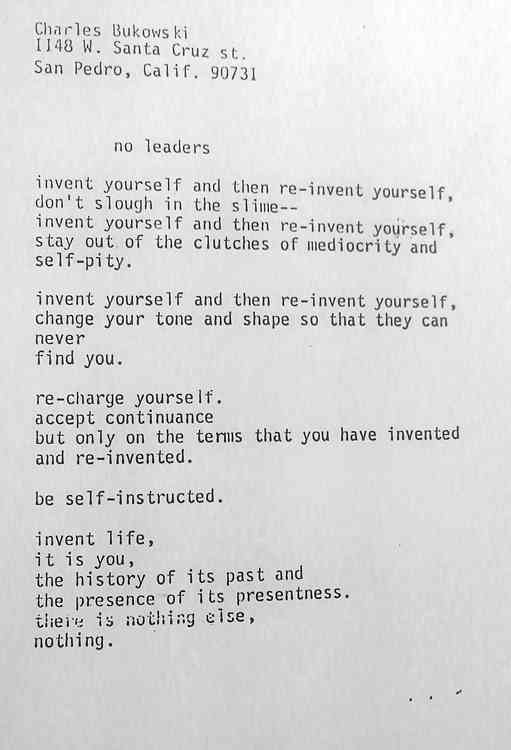 Charles Bukowski
1148 W. Santa Cruz st.
San Pedro, Calif. 90731
no leaders
invent yourself and then re-invent yourself,
don't slough in the slime--
invent yourself and then re-invent yourself,
stay out of the clutches of mediocrity and
self-pity.
invent yourself and then re-invent yourself,
change your tone and shape so that they can
never
find you.
re-charge yourself.
accept continuance
but only on the terms that you have invented
and re-invented.
be self-instructed.
invent life,
it is you,
the history of its past and
the presence of its presentness.
there is nothing else,
nothing.